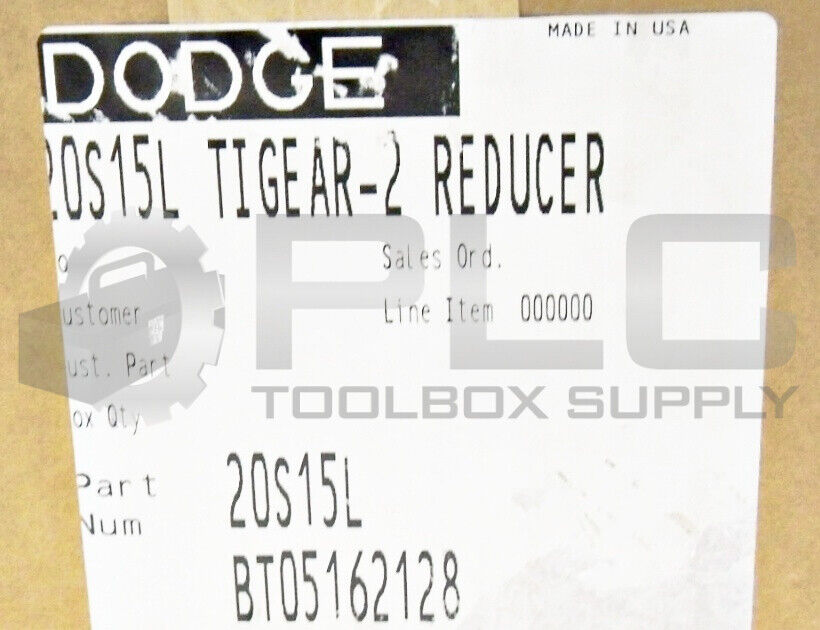 MADE IN USA
DODGE
20S15L TIGEAR-2 REDUCER
Sales Ord.
ustomer
Line Item 000000
ust. Part
ox Qty
PLC
TOOLBOX SUPPLY
Part 20S15L
Num
BT05162128